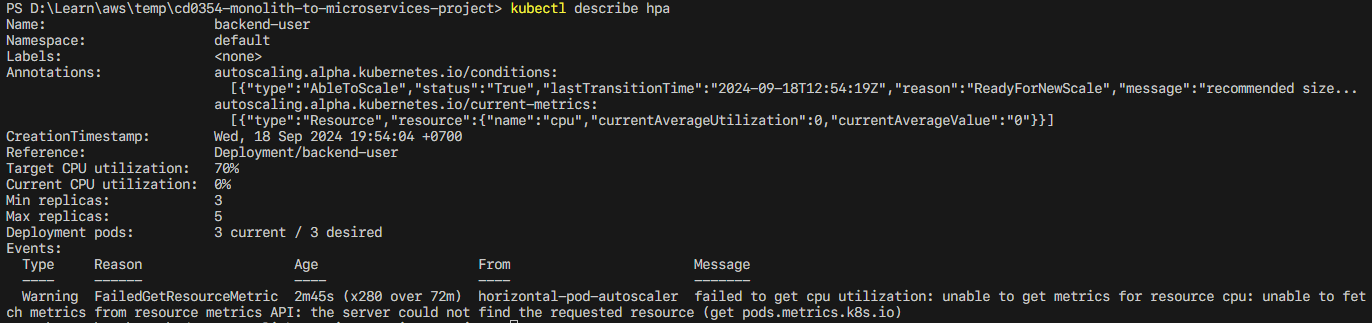 PS D:\Learn\aws\temp\cd0354-monolith-to-microservices-project> kubectl describe hpa
Name:                     backend-user
Namespace:                default
Labels:                   <none>
Annotations:              autoscaling.alpha.kubernetes.io/conditions:
                            [{"type":"AbleToScale","status":"True","lastTransitionTime":"2024-09-18T12:54:19Z","reason":"ReadyForNewScale","message":"recommended size...
                          autoscaling.alpha.kubernetes.io/current-metrics:
                            [{"type":"Resource","resource":{"name":"cpu","currentAverageUtilization":0,"currentAverageValue":"0"}}]
CreationTimestamp:        Wed, 18 Sep 2024 19:54:04 +0700
Reference:                Deployment/backend-user
Target CPU utilization:   70%
Current CPU utilization:  0%
Min replicas:             3
Max replicas:             5
Deployment pods:          3 current / 3 desired
Events:
  Type     Reason                   Age                   From                       Message
  ----     ------                   ----                  ----                       -------
  Warning  FailedGetResourceMetric  2m45s (x280 over 72m)  horizontal-pod-autoscaler  failed to get cpu utilization: unable to get metrics for resource cpu: unable to fet
ch metrics from resource metrics API: the server could not find the requested resource (get pods.metrics.k8s.io)